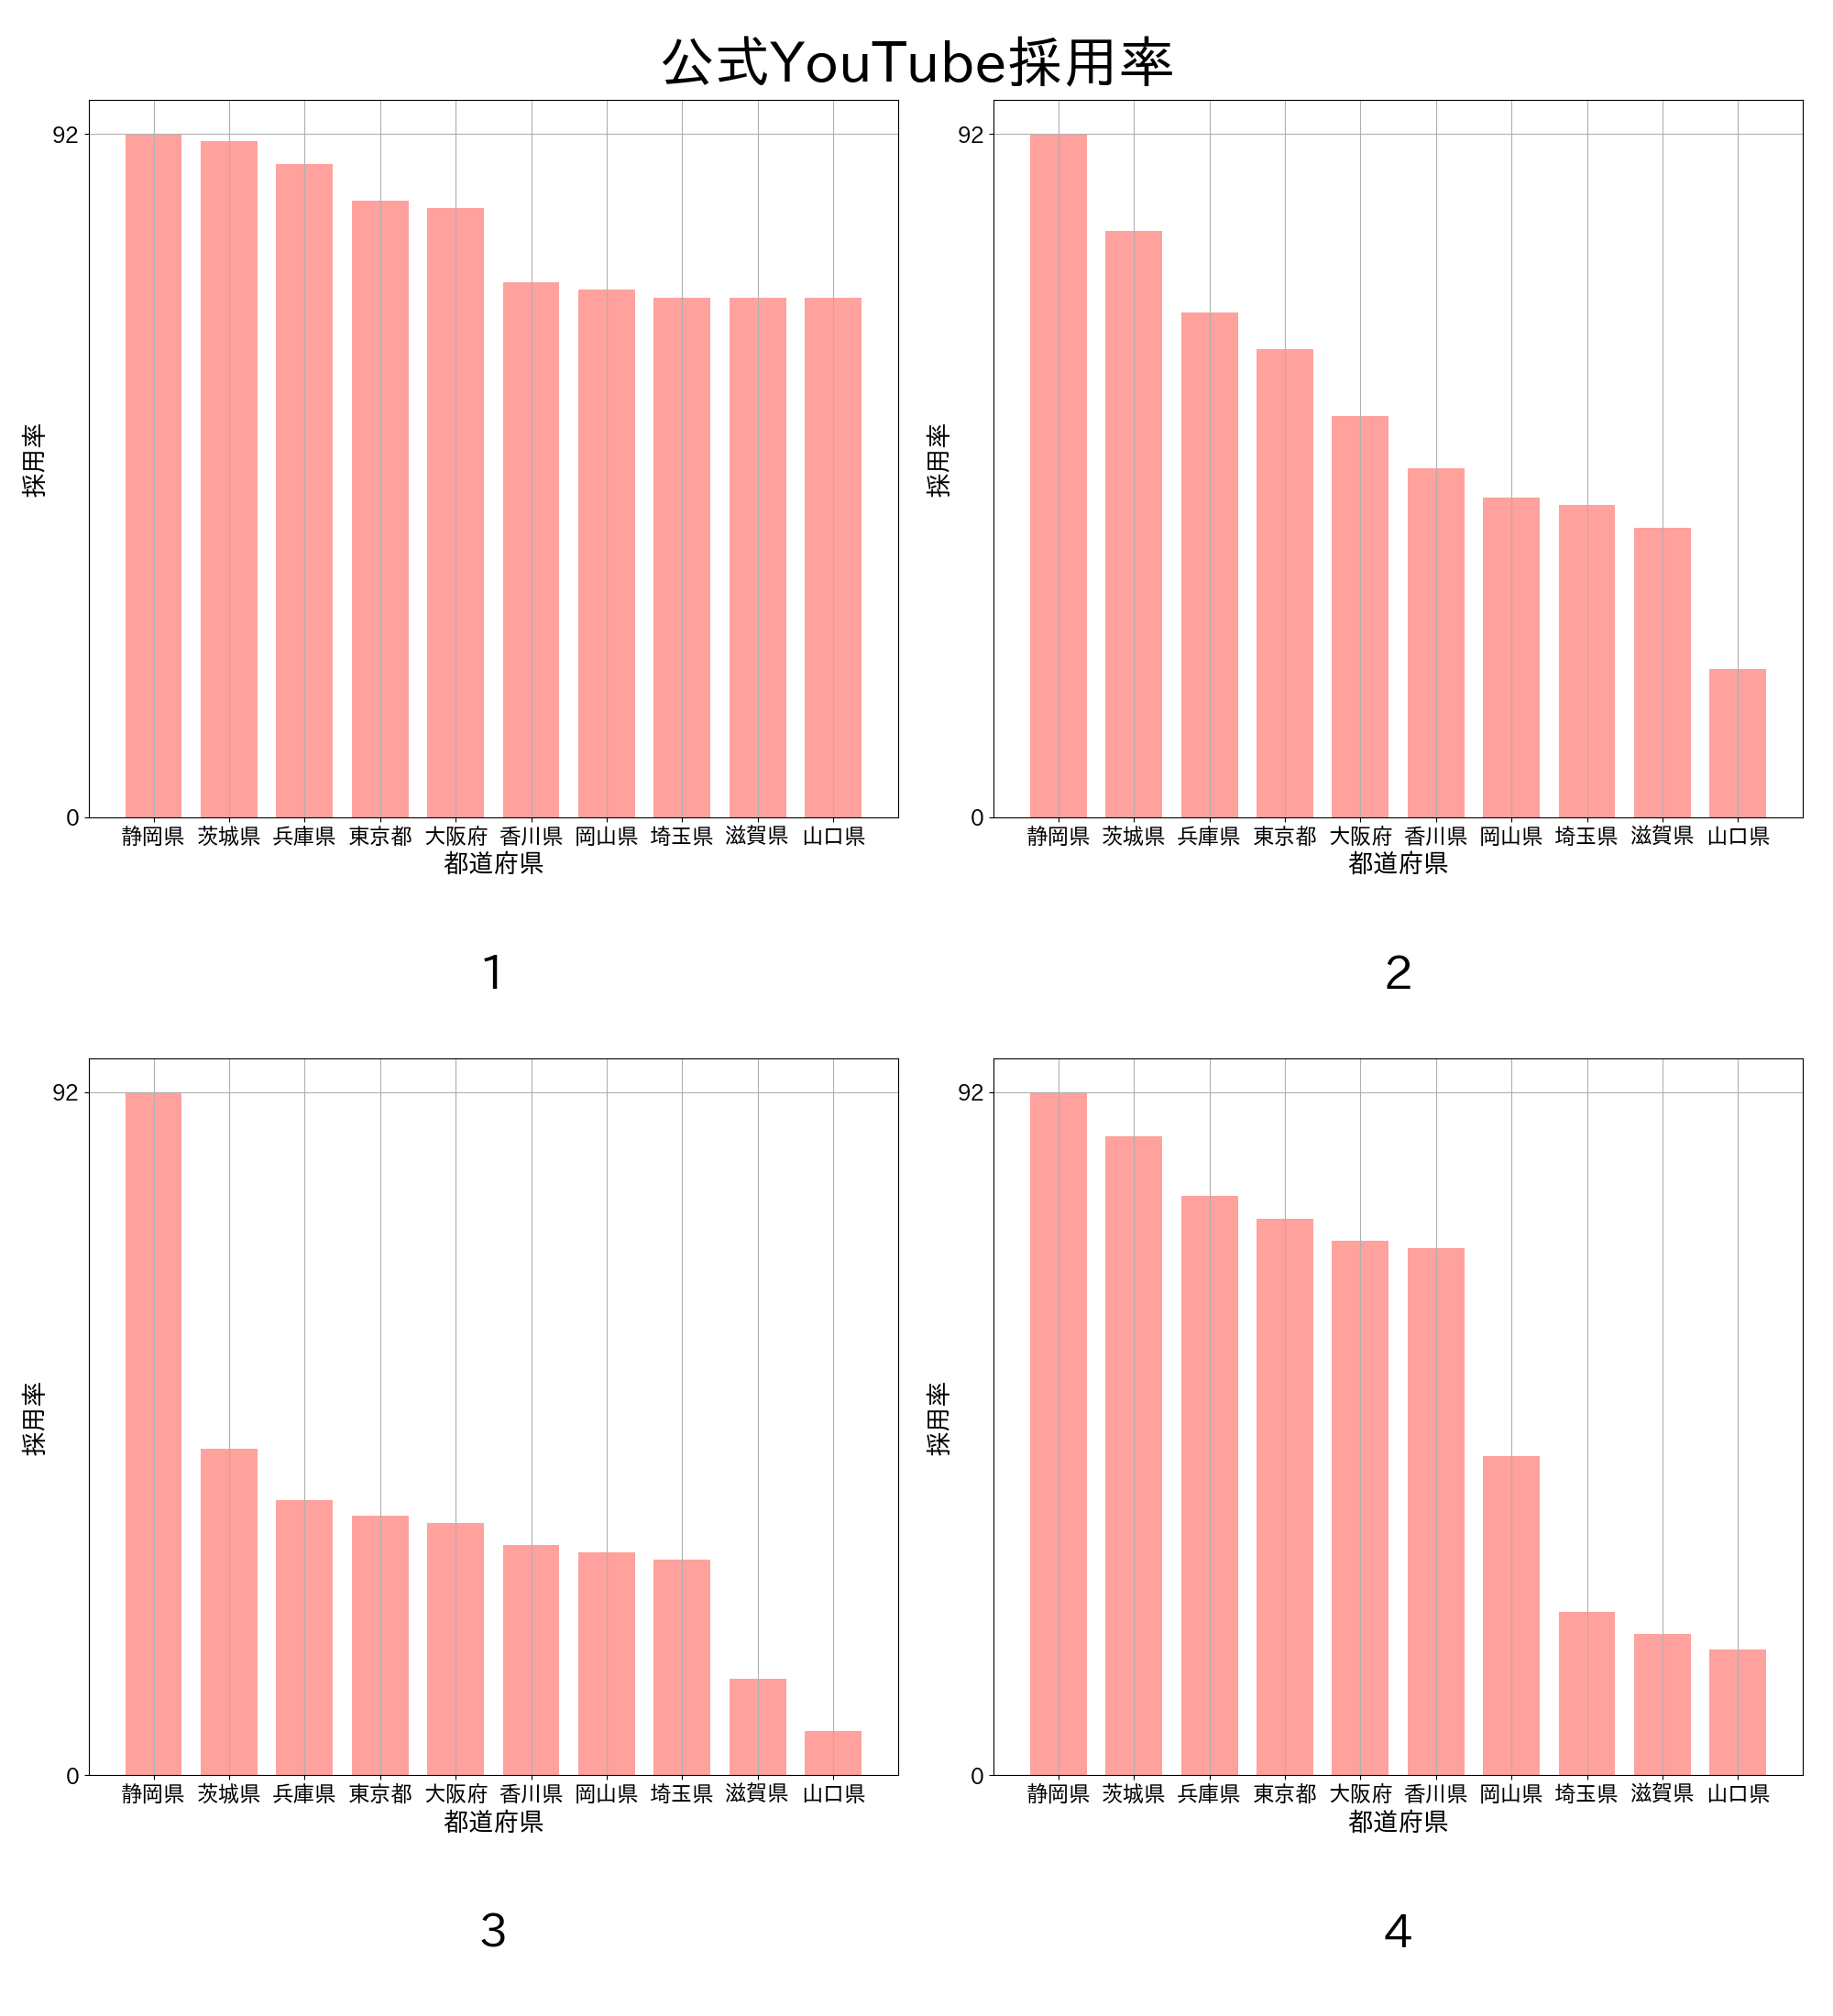 公式YouTube採用率
92
採用率
0
静岡県 茨城県 兵庫県 東京都 大阪府 香川県 岡山県 埼玉県 滋賀県 山口県
都道府県
1
92
採用率
0
静岡県 茨城県 兵庫県 東京都 大阪府 香川県 岡山県 埼玉県 滋賀県 山口県
都道府県
2
92
採用率
0
静岡県 茨城県 兵庫県 東京都 大阪府 香川県 岡山県 埼玉県 滋賀県 山口県
都道府県
3
92
採用率
0
静岡県 茨城県 兵庫県 東京都 大阪府 香川県 岡山県 埼玉県 滋賀県 山口県
都道府県
4